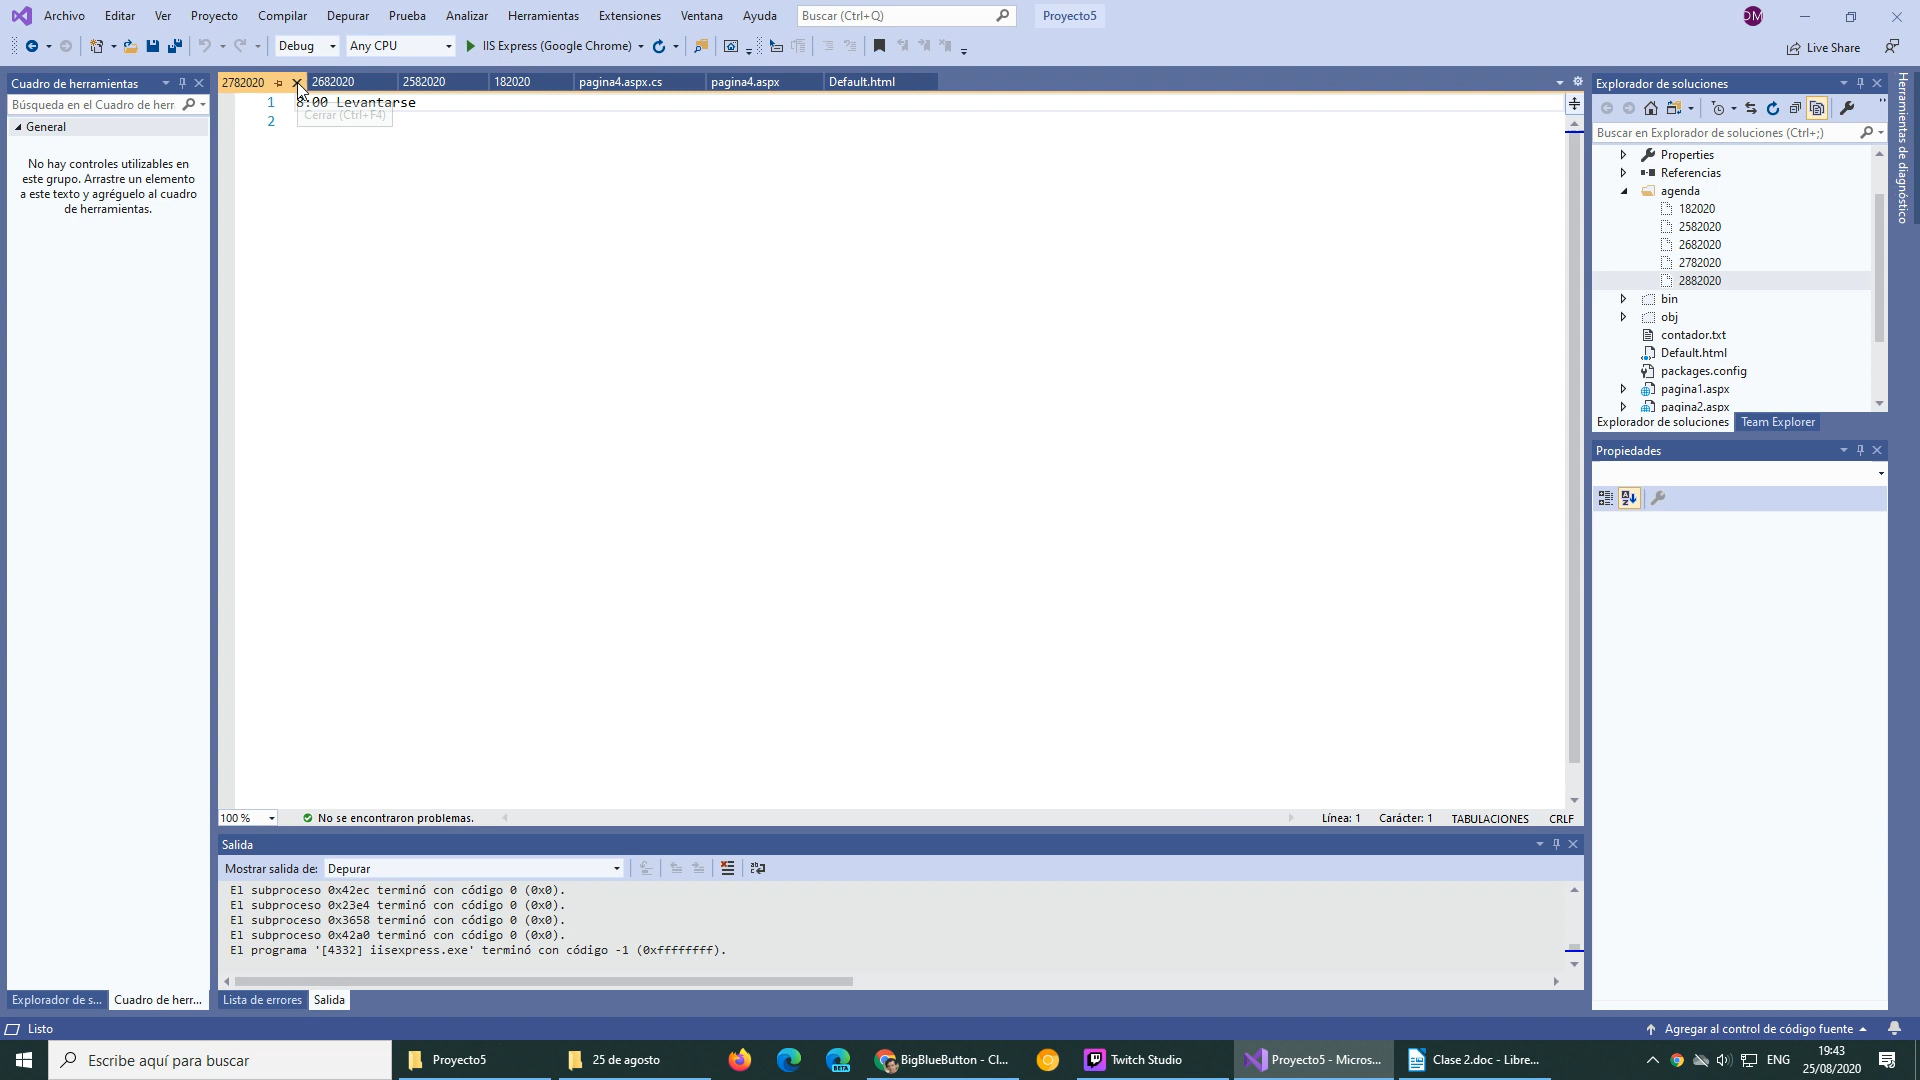 Archivo Editar Ver Proyecto Compilar Depurar Prueba Analizar Herramientas Extensiones Ventana Ayuda Buscar (Ctrl+Q) Proyecto5 DM
Debug Any CPU IIS Express (Google Chrome) Live Share
Cuadro de herramientas
Búsqueda en el Cuadro de herr
General
No hay controles utilizables en
este grupo. Arrastre un elemento
a este texto y agréguelo al cuadro
de herramientas.
Explorador de s... Cuadro de herr...
2782020 2682020 2582020 182020 pagina4.aspx.cs pagina4.aspx Default.html
1 8:00 Levantarse
2
Cerrar (Ctrl+F4)
100 % No se encontraron problemas. Línea: 1 Carácter: 1 TABULACIONES CRLF
Salida
Mostrar salida de: Depurar
El subproceso 0x42ec terminó con código 0 (0x0).
El subproceso 0x23e4 terminó con código 0 (0x0).
El subproceso 0x3658 terminó con código 0 (0x0).
El subproceso 0x42a0 terminó con código 0 (0x0).
El programa '[4332] iisexpress.exe' terminó con código -1 (0xffffffff).
Lista de errores Salida
Explorador de soluciones
Buscar en Explorador de soluciones (Ctrl+;)
Properties
Referencias
agenda
182020
2582020
2682020
2782020
2882020
bin
obj
contador.txt
Default.html
packages.config
pagina1.aspx
pagina2.aspx
Explorador de soluciones Team Explorer
Propiedades
Herramientas de diagnóstico
Listo Agregar al control de código fuente
Escribe aquí para buscar Proyecto5 25 de agosto BETA BigBlueButton - Cl... Twitch Studio Proyecto5 - Micros... Clase 2.doc - Libre... ENG 19:43
25/08/2020